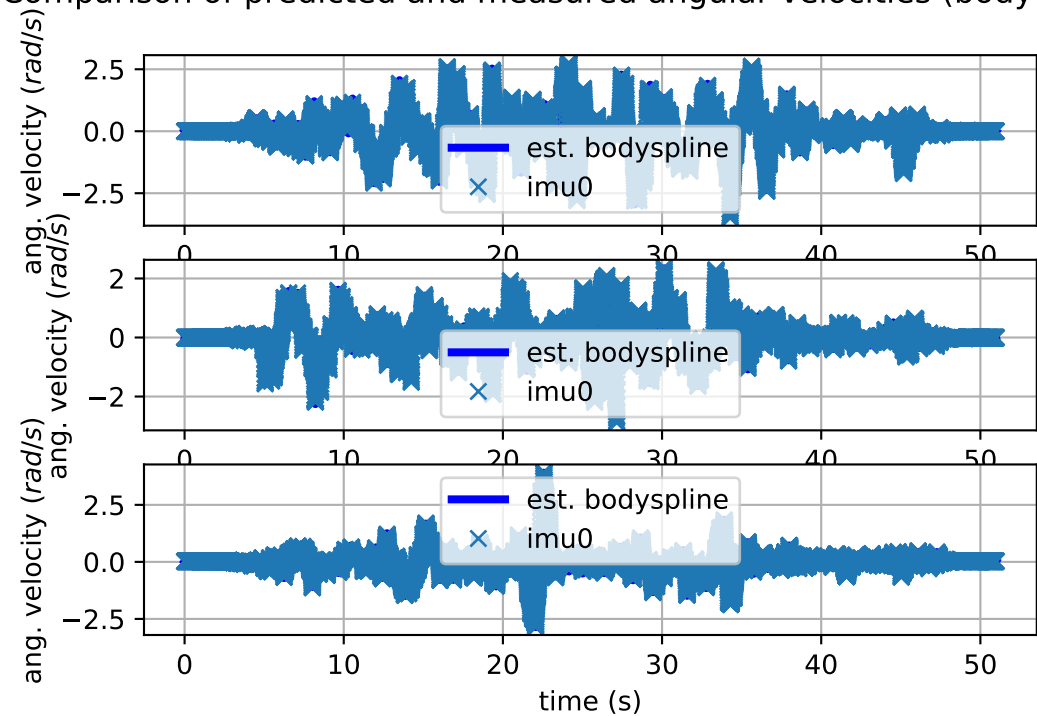 Comparison of predicted and measured angular velocities (body
ang. velocity (rad/s)
2.5
0.0
−2.5
est. bodyspline
imu0
0 10 20 30 40 50
ang. velocity (rad/s)
2
0
−2
est. bodyspline
imu0
0 10 20 30 40 50
ang. velocity (rad/s)
2.5
0.0
−2.5
est. bodyspline
imu0
0 10 20 30 40 50
time (s)